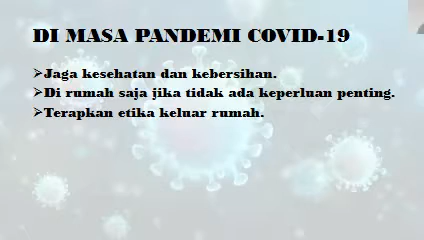 DI MASA PANDEMI COVID-19
➢Jaga kesehatan dan kebersihan.
➢Di rumah saja jika tidak ada keperluan penting.
➢Terapkan etika keluar rumah.